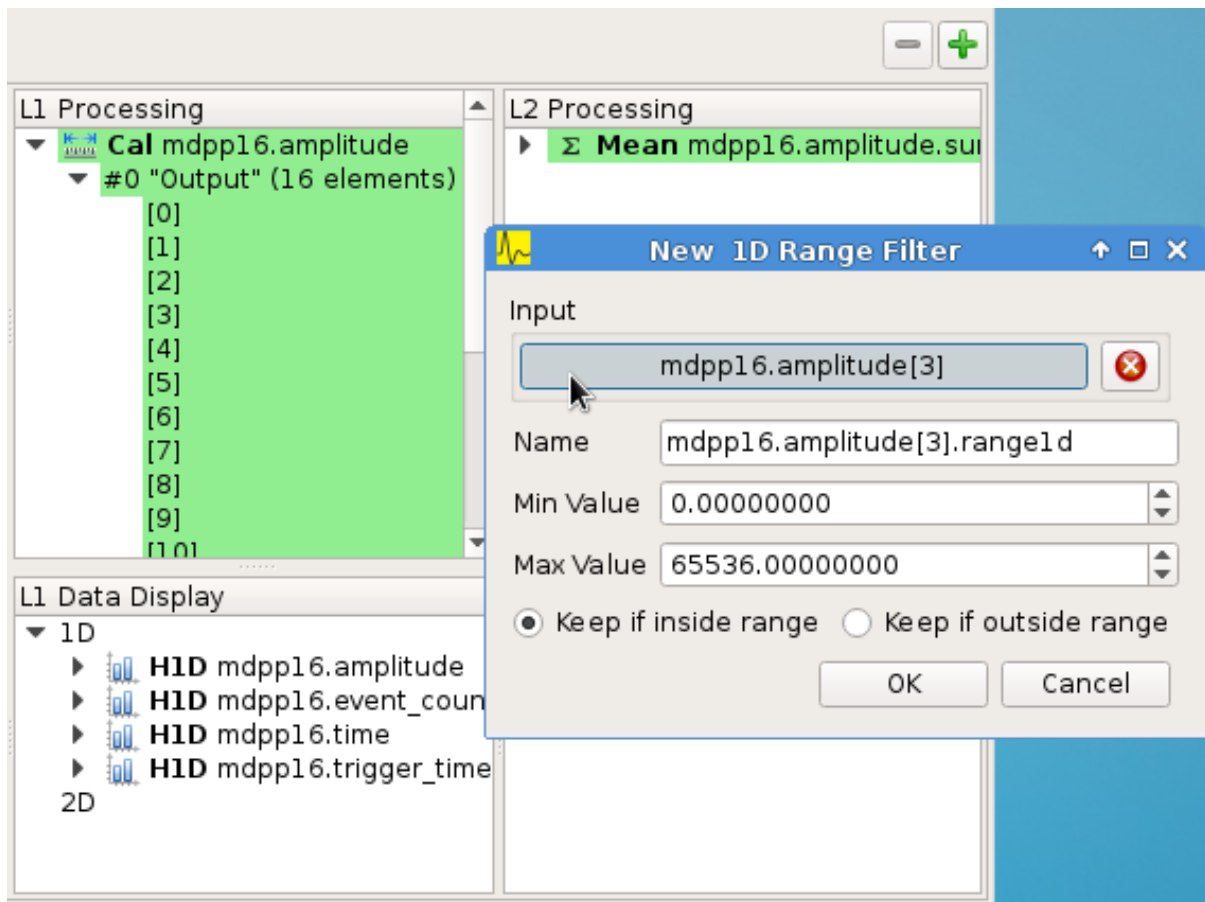 L1 Processing
Cal mdpp16.amplitude
#0 "Output" (16 elements)
[0]
[1]
[2]
[3]
[4]
[5]
[6]
[7]
[8]
[9]
[10]
L2 Processing
Σ Mean mdpp16.amplitude.su
New 1D Range Filter
Input
mdpp16.amplitude[3]
Name mdpp16.amplitude[3].range1d
Min Value 0.00000000
Max Value 65536.00000000
Keep if inside range Keep if outside range
OK Cancel
L1 Data Display
1D
H1D mdpp16.amplitude
H1D mdpp16.event_coun
H1D mdpp16.time
H1D mdpp16.trigger_time
2D